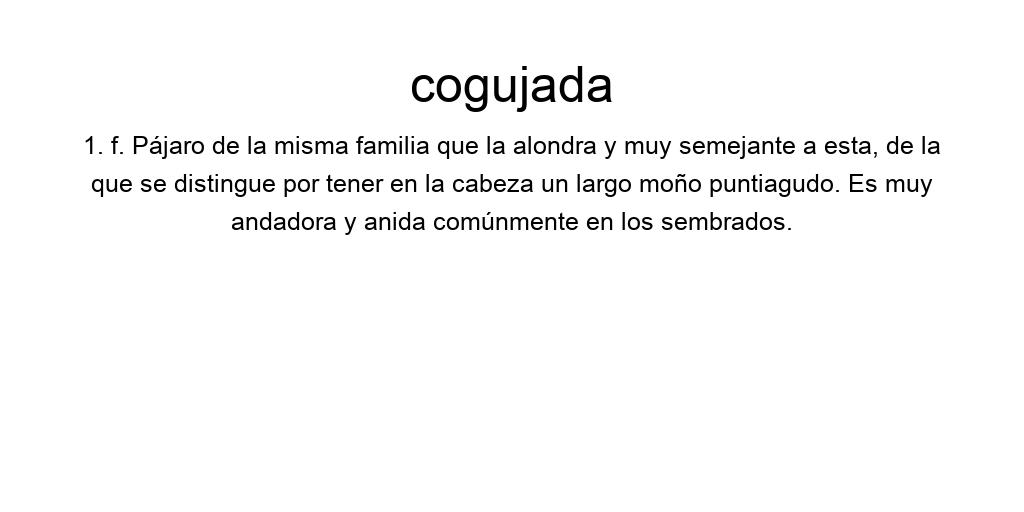 cogujada
1. f. Pájaro de la misma familia que la alondra y muy semejante a esta, de la
que se distingue por tener en la cabeza un largo moño puntiagudo. Es muy
andadora y anida comúnmente en los sembrados.